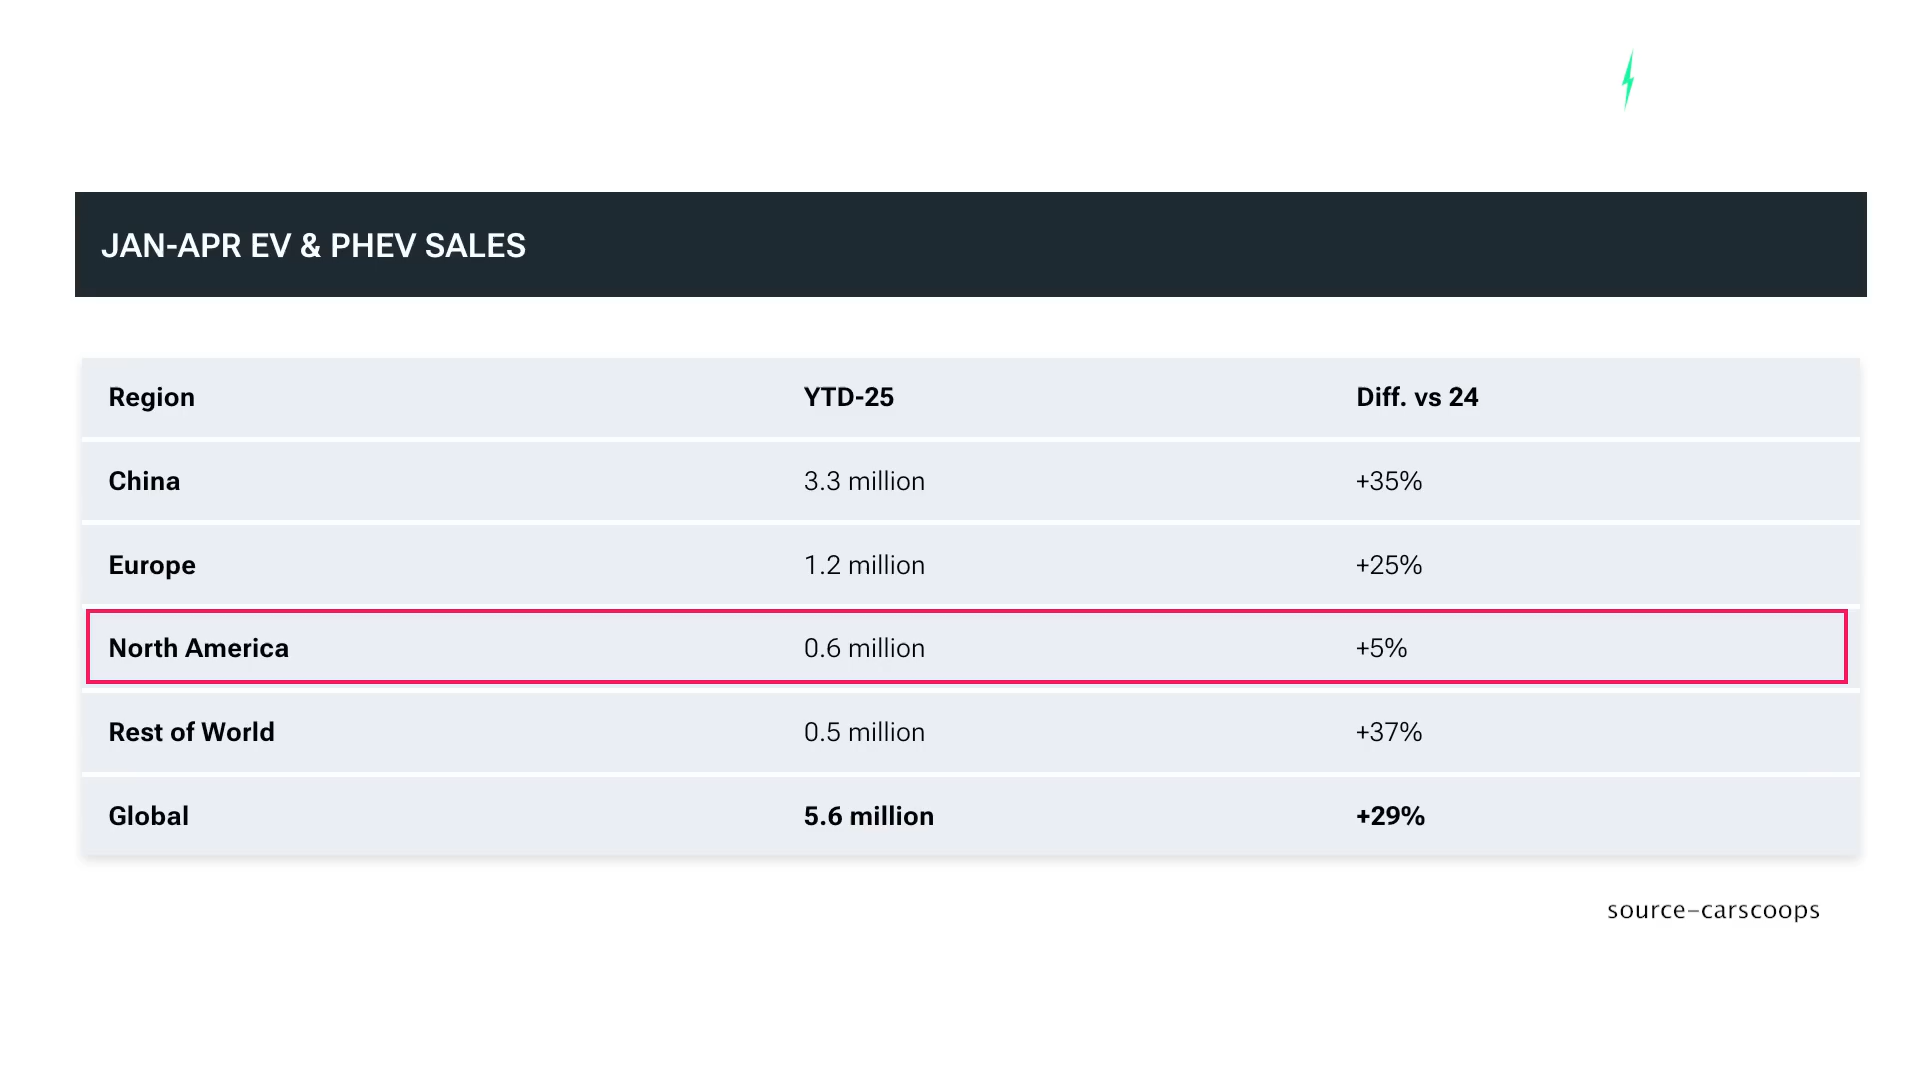 JAN-APR EV & PHEV SALES
Region YTD-25 Diff. vs 24
China 3.3 million +35%
Europe 1.2 million +25%
North America 0.6 million +5%
Rest of World 0.5 million +37%
Global 5.6 million +29%
source-carscoops